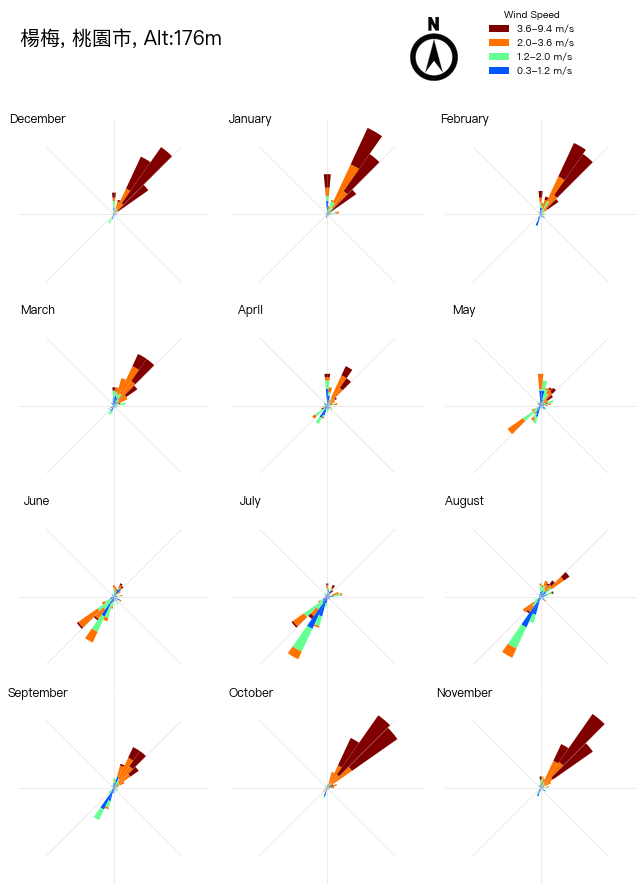 楊梅, 桃園市, Alt:176m
N
Wind Speed
3.6–9.4 m/s
2.0–3.6 m/s
1.2–2.0 m/s
0.3–1.2 m/s
December
January
February
March
April
May
June
July
August
September
October
November